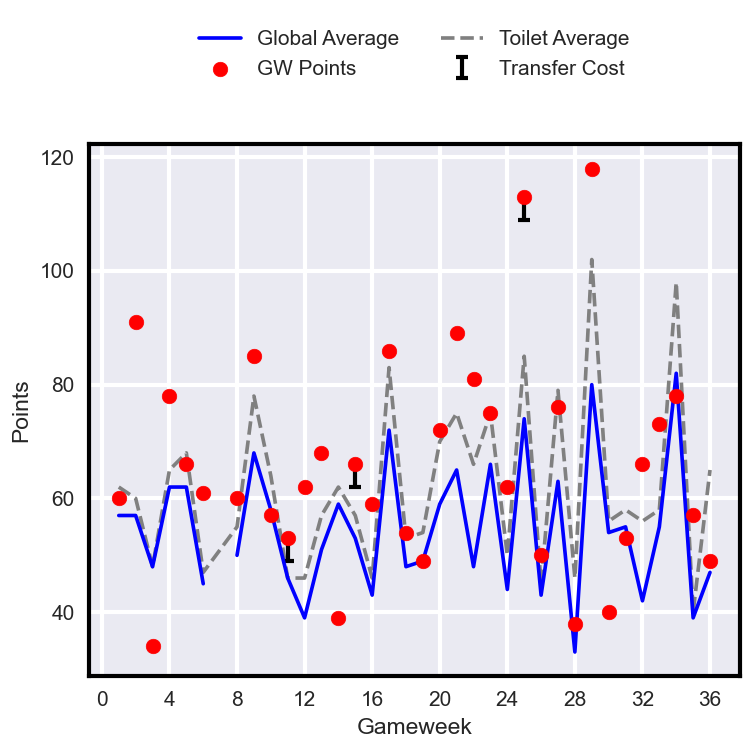 Global Average
Toilet Average
GW Points
Transfer Cost
120
100
80
60
40
Points
0 4 8 12 16 20 24 28 32 36
Gameweek